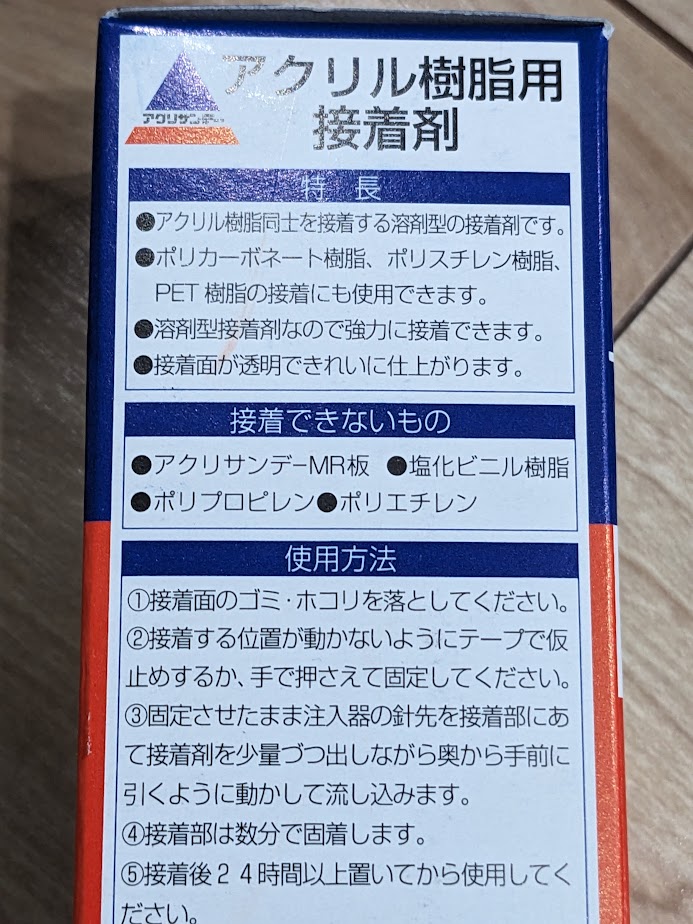 アクリサンデー
アクリル樹脂用
接着剤
特 長
●アクリル樹脂同士を接着する溶剤型の接着剤です。
●ポリカーボネート樹脂、ポリスチレン樹脂、
PET樹脂の接着にも使用できます。
●溶剤型接着剤なので強力に接着できます。
●接着面が透明できれいに仕上がります。
接着できないもの
●アクリサンデーMR板 ●塩化ビニル樹脂
●ポリプロピレン●ポリエチレン
使用方法
①接着面のゴミ・ホコリを落としてください。
②接着する位置が動かないようにテープで仮
止めするか、手で押さえて固定してください。
③固定させたまま注入器の針先を接着部にあ
て接着剤を少量づつ出しながら奥から手前に
引くように動かして流し込みます。
④接着部は数分で固着します。
⑤接着後24時間以上置いてから使用してく
ださい。